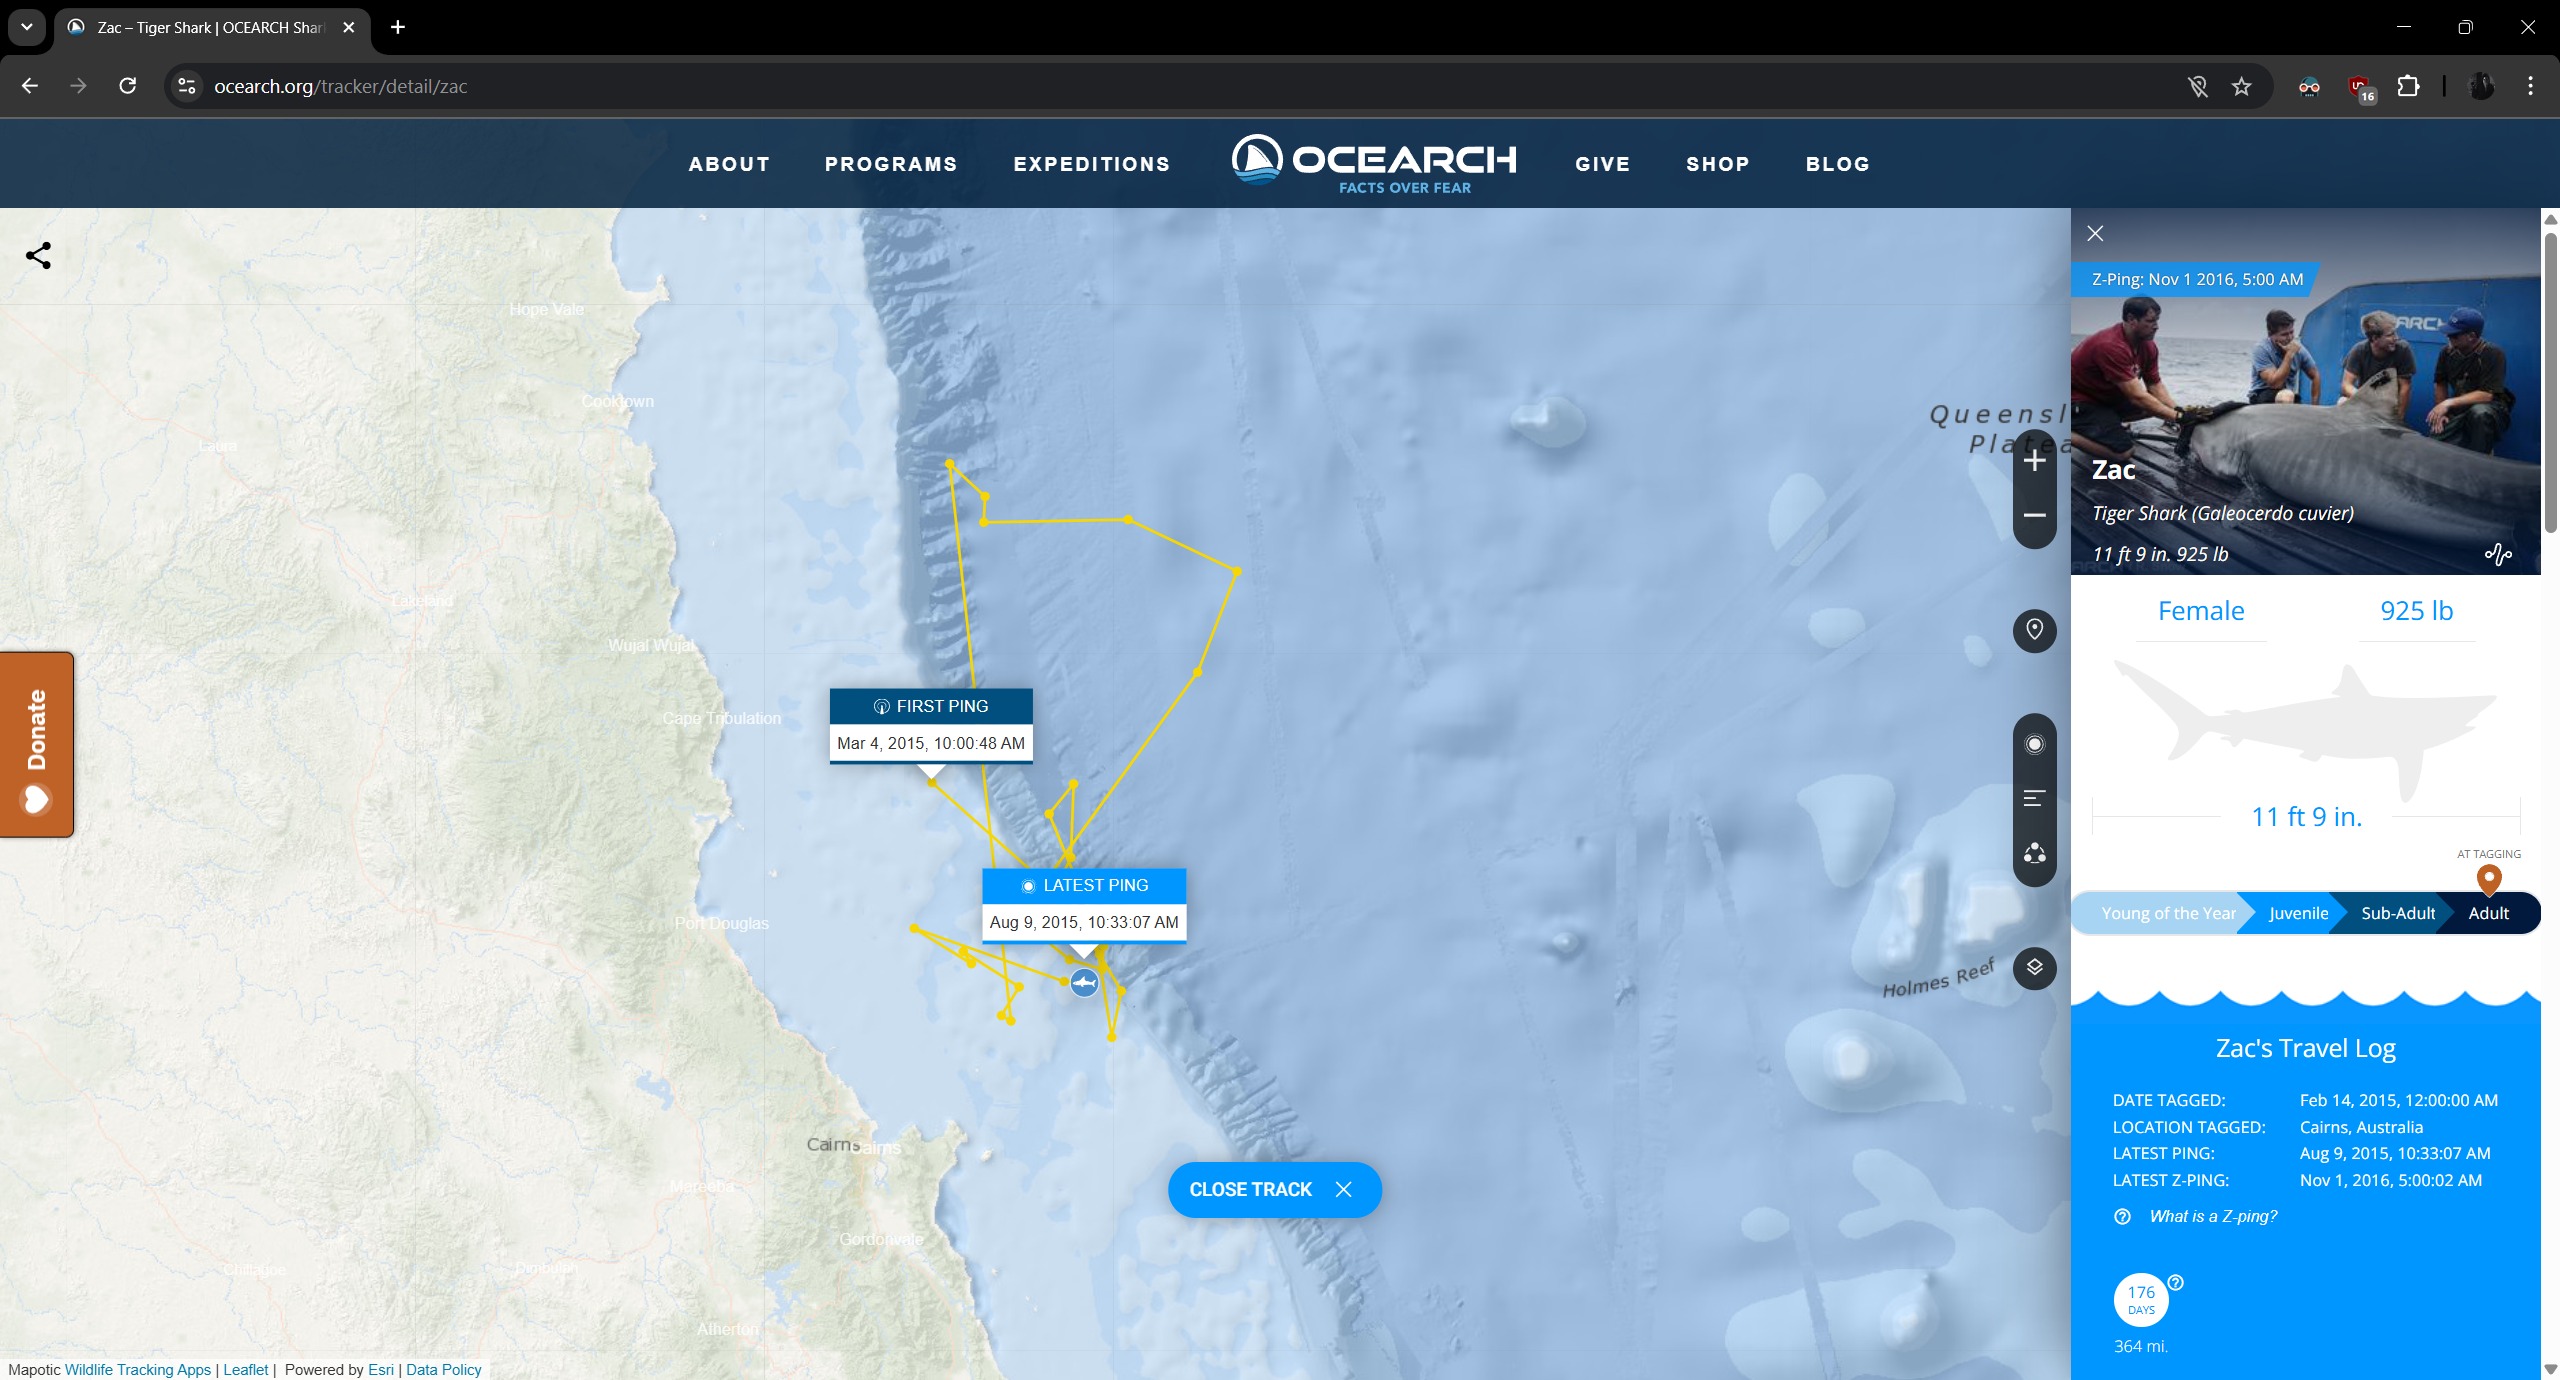 Zac – Tiger Shark | OCEARCH Shar
ocearch.org/tracker/detail/zac
16
ABOUT
PROGRAMS
EXPEDITIONS
OCEARCH
FACTS OVER FEAR
GIVE
SHOP
BLOG
Hope Vale
Cooktown
Laura
Lakeland
Wujal Wujal
Cape Tribulation
Port Douglas
Cairns
Cairns
Mareeba
Gordonvale
Chillagoe
Dimbulah
Atherton
Queensl
Platea
Holmes Reef
Donate
FIRST PING
Mar 4, 2015, 10:00:48 AM
LATEST PING
Aug 9, 2015, 10:33:07 AM
CLOSE TRACK
Mapotic Wildlife Tracking Apps | Leaflet | Powered by Esri | Data Policy
Z-Ping: Nov 1 2016, 5:00 AM
Zac
Tiger Shark (Galeocerdo cuvier)
11 ft 9 in. 925 lb
Female
925 lb
11 ft 9 in.
AT TAGGING
Young of the Year
Juvenile
Sub-Adult
Adult
Zac's Travel Log
DATE TAGGED: Feb 14, 2015, 12:00:00 AM
LOCATION TAGGED: Cairns, Australia
LATEST PING: Aug 9, 2015, 10:33:07 AM
LATEST Z-PING: Nov 1, 2016, 5:00:02 AM
What is a Z-ping?
176
DAYS
364 mi.